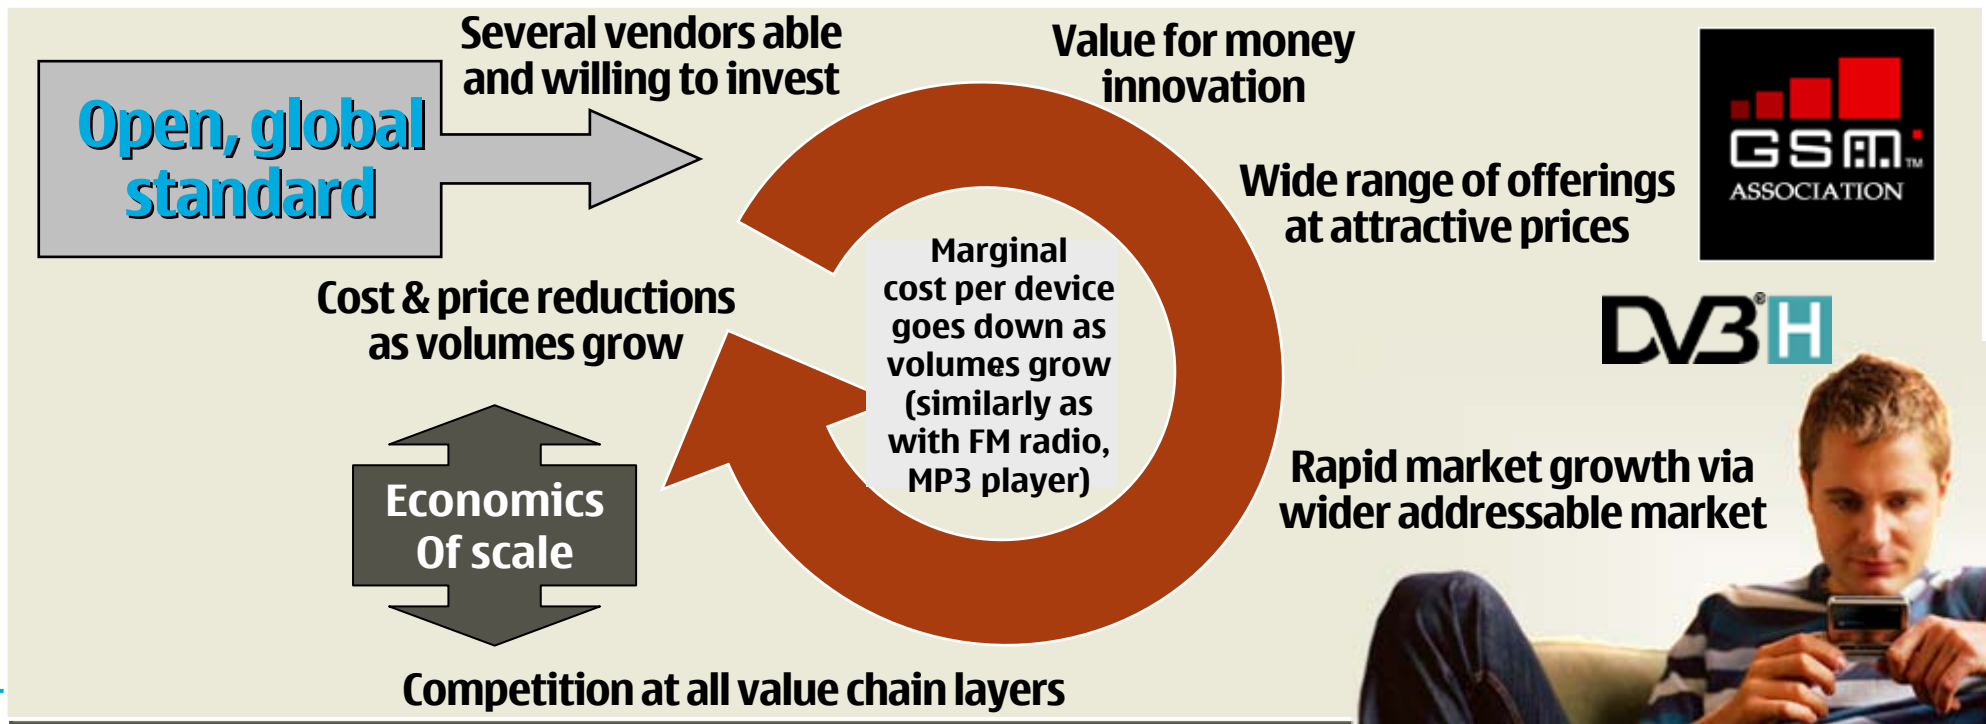 Several vendors able
and willing to invest
Value for money
innovation
Open, global
standard
GSM™
ASSOCIATION
Wide range of offerings
at attractive prices
Marginal
cost per device
goes down as
volumes grow
(similarly as
with FM radio,
MP3 player)
Cost & price reductions
as volumes grow
DVB® H
Rapid market growth via
wider addressable market
Economics
Of scale
Competition at all value chain layers